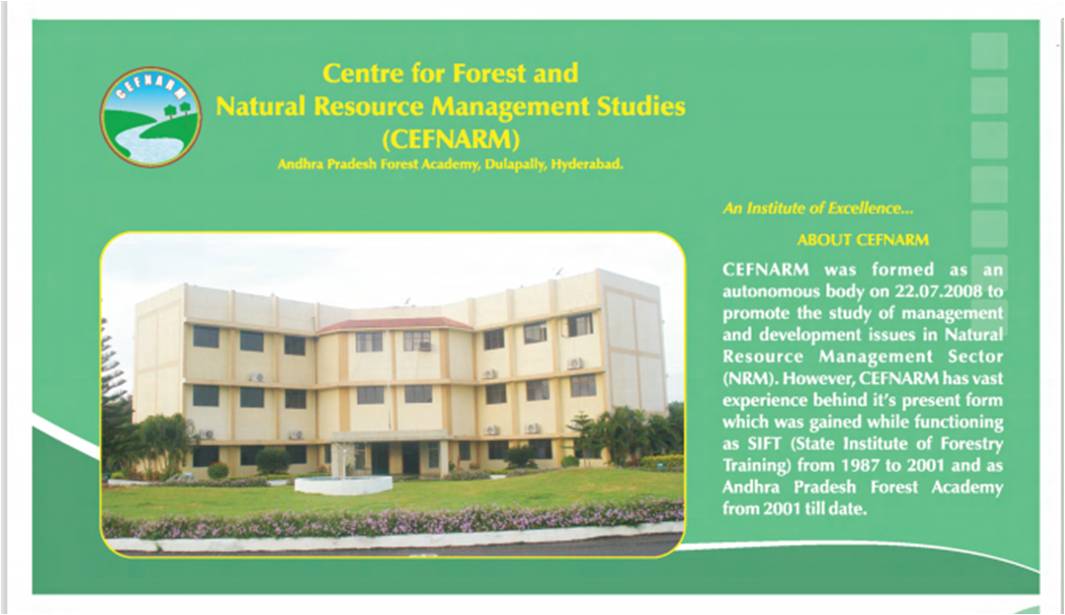 CEFNARM
Centre for Forest and
Natural Resource Management Studies
(CEFNARM)
Andhra Pradesh Forest Academy, Dulapally, Hyderabad.
An Institute of Excellence...
ABOUT CEFNARM
CEFNARM was formed as an
autonomous body on 22.07.2008 to
promote the study of management
and development issues in Natural
Resource Management Sector
(NRM). However, CEFNARM has vast
experience behind it's present form
which was gained while functioning
as SIFT (State Institute of Forestry
Training) from 1987 to 2001 and as
Andhra Pradesh Forest Academy
from 2001 till date.